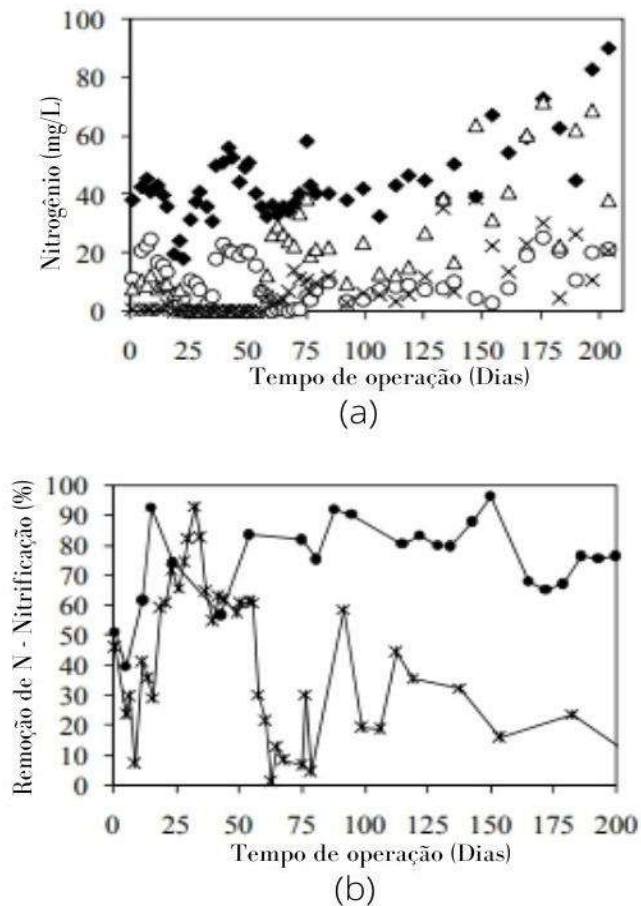 100
80
60
40
20
0
Nitrogênio (mg/L)
0 25 50 75 100 125 150 175 200
Tempo de operação (Dias)
(a)
100
90
80
70
60
50
40
30
20
10
0
Remoção de N - Nitrificação (%)
0 25 50 75 100 125 150 175 200
Tempo de operação (Dias)
(b)